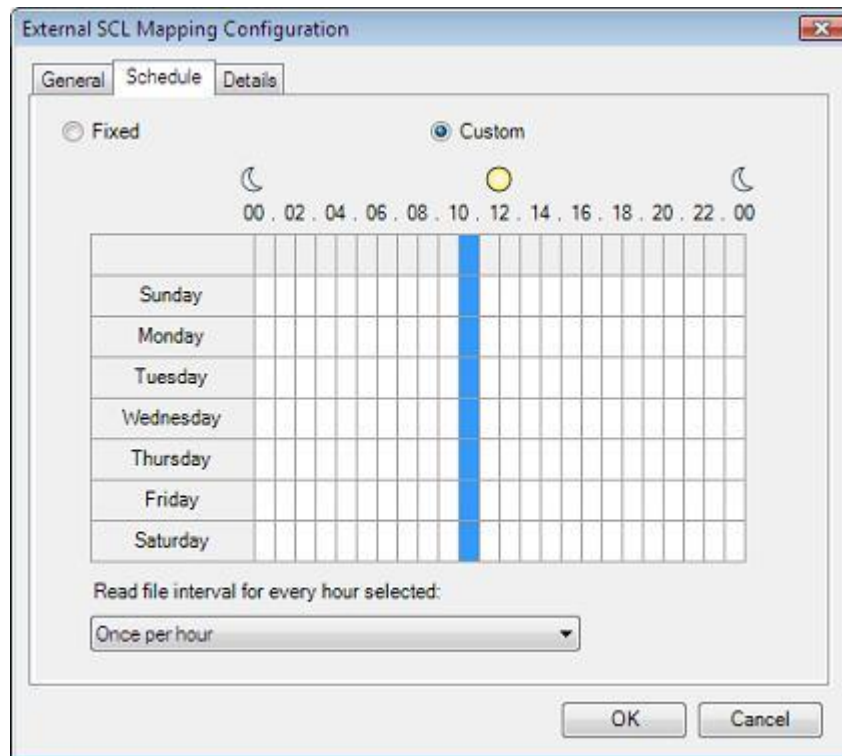 External SCL Mapping Configuration
General Schedule Details
Fixed Custom
00 . 02 . 04 . 06 . 08 . 10 . 12 . 14 . 16 . 18 . 20 . 22 . 00
Sunday
Monday
Tuesday
Wednesday
Thursday
Friday
Saturday
Read file interval for every hour selected:
Once per hour
OK Cancel